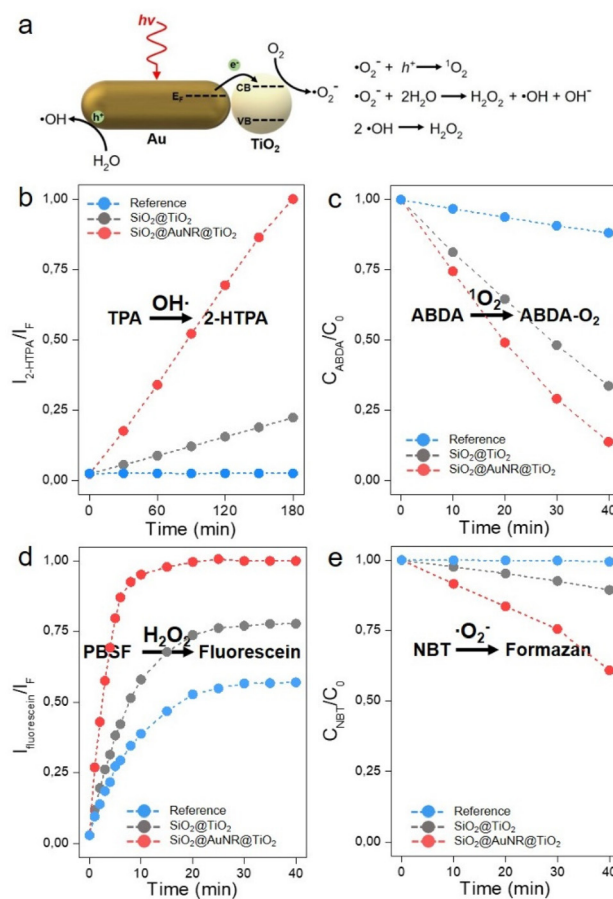 a
hν
e⁻
O₂
•O₂⁻ + h⁺ → ¹O₂
CB
E_F
•O₂⁻
•O₂⁻ + 2H₂O → H₂O₂ + •OH + OH⁻
•OH
h⁺
VB
2 •OH → H₂O₂
Au
TiO₂
H₂O
b
1,00
0,75
0,50
0,25
0,00
I₂₋HTPA/I_F
Reference
SiO₂@TiO₂
SiO₂@AuNR@TiO₂
TPA OH· → 2-HTPA
0 60 120 180
Time (min)
c
1,00
0,75
0,50
0,25
0,00
C_ABDA/C₀
ABDA ¹O₂ → ABDA-O₂
Reference
SiO₂@TiO₂
SiO₂@AuNR@TiO₂
0 10 20 30 40
Time (min)
d
1,00
0,75
0,50
0,25
0,00
I_fluorescein/I_F
PBSF H₂O₂ → Fluorescein
Reference
SiO₂@TiO₂
SiO₂@AuNR@TiO₂
0 10 20 30 40
Time (min)
e
1,00
0,75
0,50
0,25
0,00
C_NBT/C₀
NBT ·O₂⁻ → Formazan
Reference
SiO₂@TiO₂
SiO₂@AuNR@TiO₂
0 10 20 30 40
Time (min)